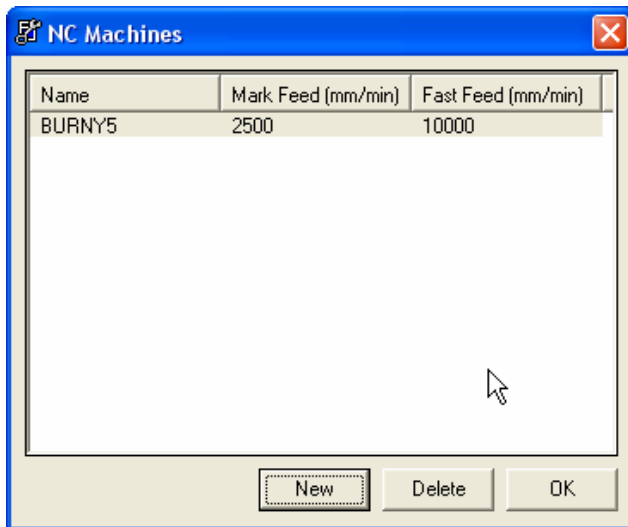 NC Machines
Name Mark Feed (mm/min) Fast Feed (mm/min)
BURNY5 2500 10000
New Delete OK